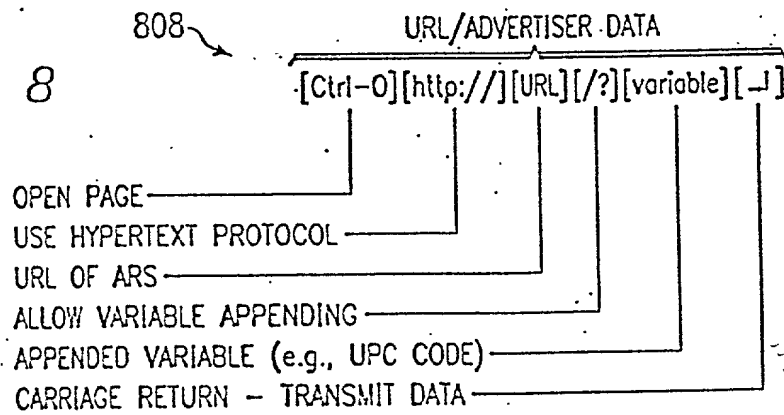 808
URL/ADVERTISER DATA
8
[Ctrl-O][http://][URL][/?][variable][↵]
OPEN PAGE
USE HYPERTEXT PROTOCOL
URL OF ARS
ALLOW VARIABLE APPENDING
APPENDED VARIABLE (e.g., UPC CODE)
CARRIAGE RETURN - TRANSMIT DATA